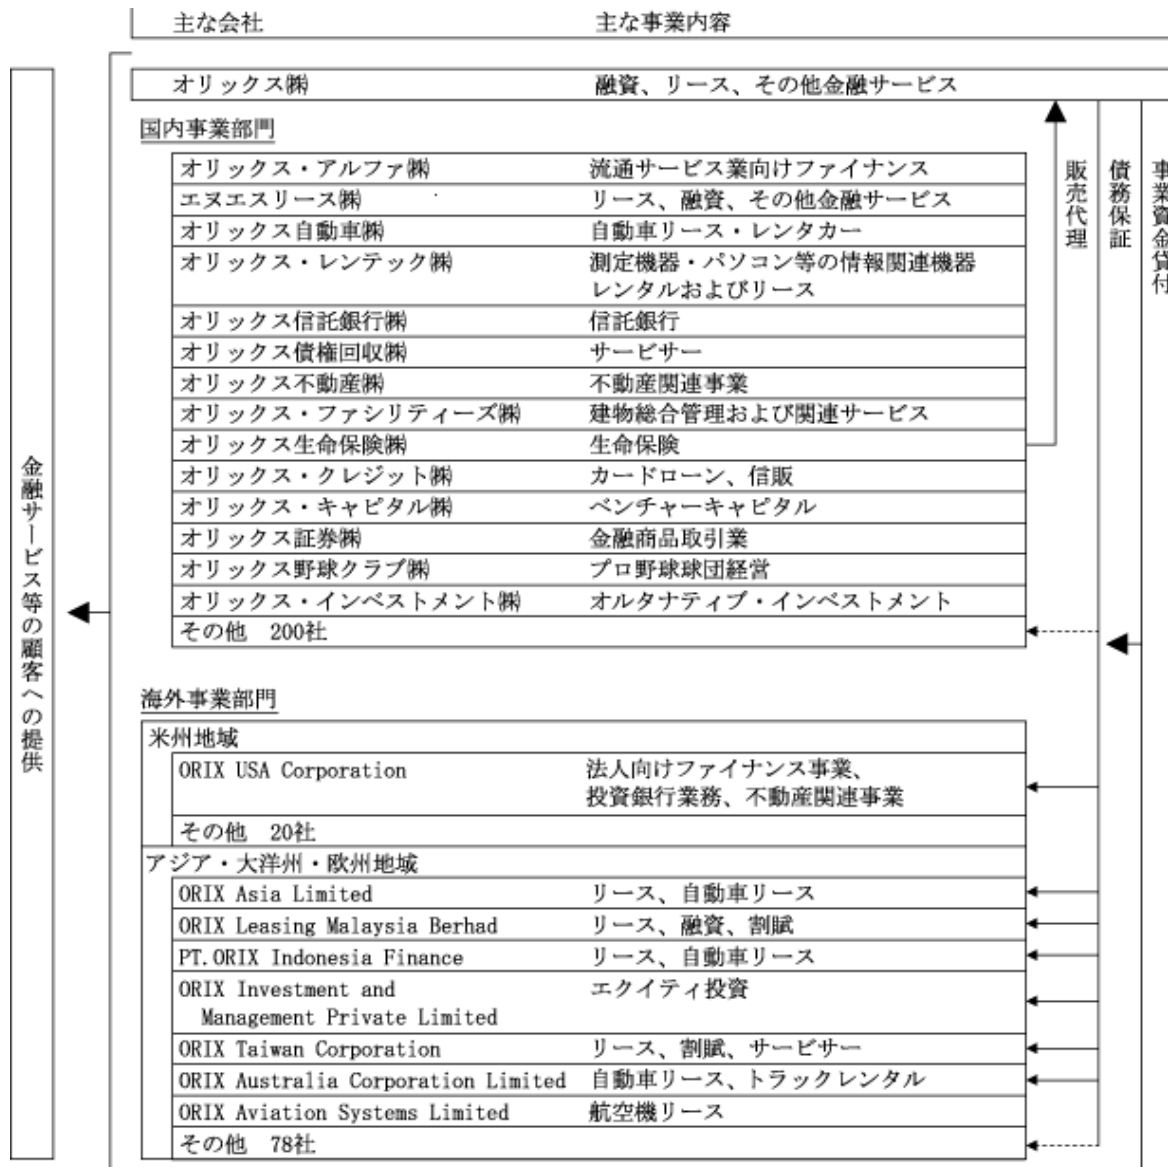 主な会社 主な事業内容
オリックス㈱ 融資、リース、その他金融サービス
国内事業部門
オリックス・アルファ㈱ 流通サービス業向けファイナンス
エヌエスリース㈱ リース、融資、その他金融サービス
オリックス自動車㈱ 自動車リース・レンタカー
オリックス・レンテック㈱ 測定機器・パソコン等の情報関連機器
レンタルおよびリース
オリックス信託銀行㈱ 信託銀行
オリックス債権回収㈱ サービサー
オリックス不動産㈱ 不動産関連事業
オリックス・ファシリティーズ㈱ 建物総合管理および関連サービス
オリックス生命保険㈱ 生命保険
オリックス・クレジット㈱ カードローン、信販
オリックス・キャピタル㈱ ベンチャーキャピタル
オリックス証券㈱ 金融商品取引業
オリックス野球クラブ㈱ プロ野球球団経営
オリックス・インベストメント㈱ オルタナティブ・インベストメント
その他 200社
海外事業部門
米州地域
ORIX USA Corporation 法人向けファイナンス事業、
投資銀行業務、不動産関連事業
その他 20社
アジア・大洋州・欧州地域
ORIX Asia Limited リース、自動車リース
ORIX Leasing Malaysia Berhad リース、融資、割賦
PT.ORIX Indonesia Finance リース、自動車リース
ORIX Investment and エクイティ投資
Management Private Limited
ORIX Taiwan Corporation リース、割賦、サービサー
ORIX Australia Corporation Limited 自動車リース、トラックレンタル
ORIX Aviation Systems Limited 航空機リース
その他 78社
販売代理
債務保証
事業資金貸付
金融サービス等の顧客への提供